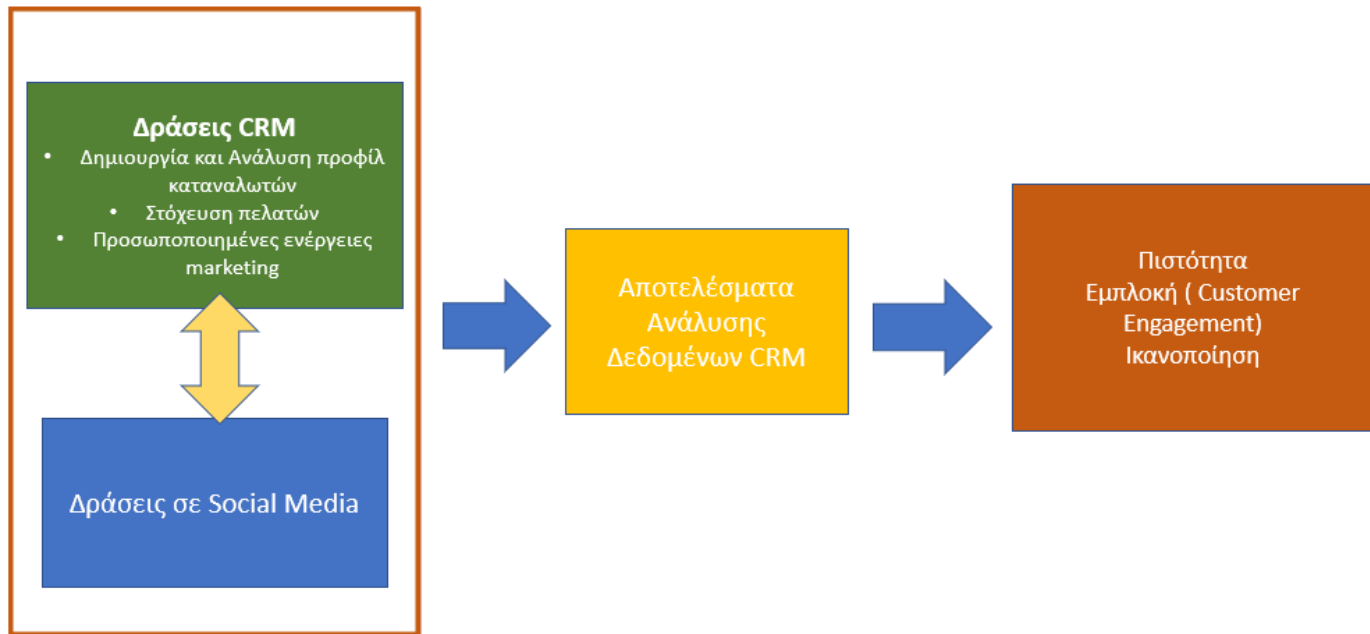 Δράσεις CRM
• Δημιουργία και Ανάλυση προφίλ
καταναλωτών
• Στόχευση πελατών
• Προσωποποιημένες ενέργειες
marketing
Δράσεις σε Social Media
Αποτελέσματα
Ανάλυσης
Δεδομένων CRM
Πιστότητα
Εμπλοκή ( Customer
Engagement)
Ικανοποίηση